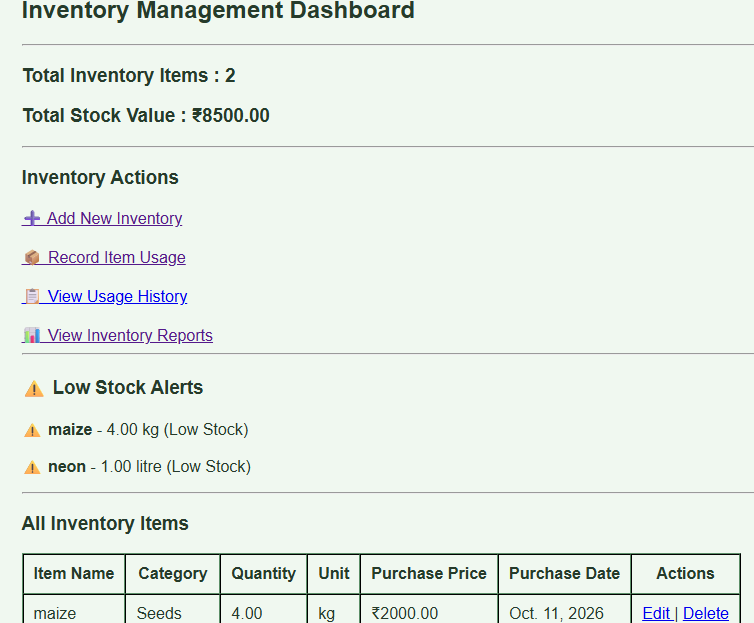 Inventory Management Dashboard
Total Inventory Items : 2
Total Stock Value : ₹8500.00
Inventory Actions
➕ Add New Inventory
📦 Record Item Usage
📋 View Usage History
📊 View Inventory Reports
⚠️ Low Stock Alerts
⚠️ maize - 4.00 kg (Low Stock)
⚠️ neon - 1.00 litre (Low Stock)
All Inventory Items
Item Name Category Quantity Unit Purchase Price Purchase Date Actions
maize Seeds 4.00 kg ₹2000.00 Oct. 11, 2026 Edit | Delete